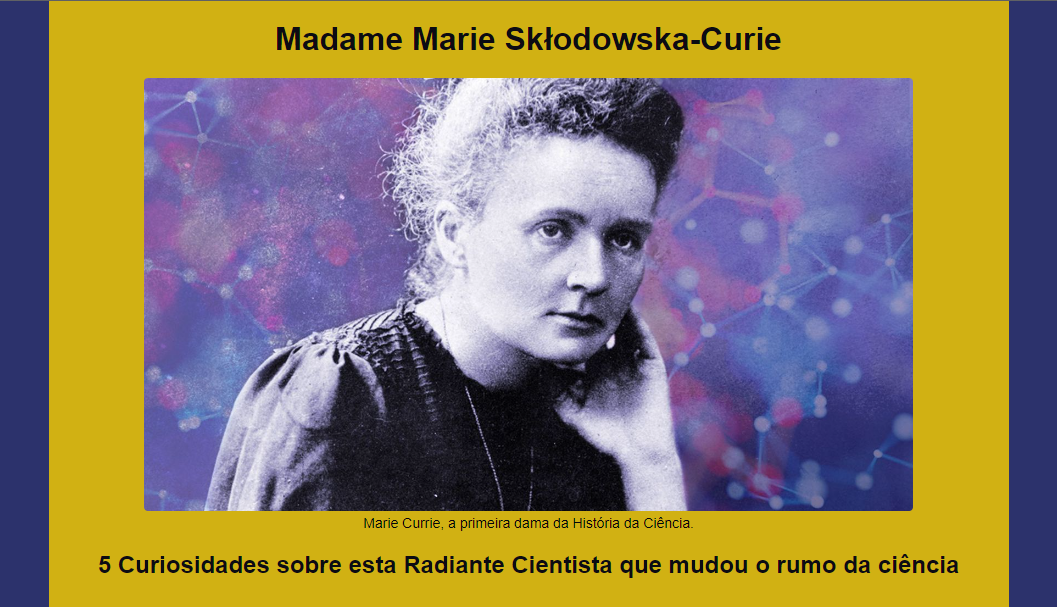 Madame Marie Skłodowska-Curie
Marie Currie, a primeira dama da História da Ciência.
5 Curiosidades sobre esta Radiante Cientista que mudou o rumo da ciência